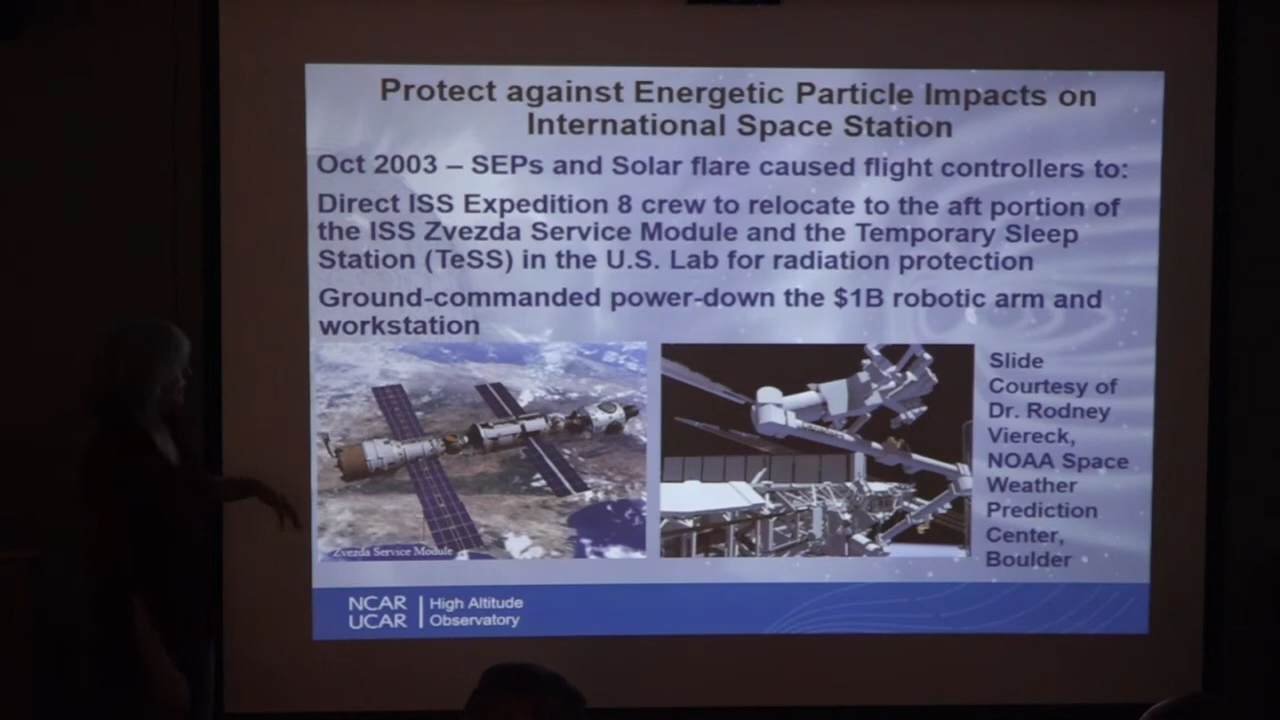 Protect against Energetic Particle Impacts on
International Space Station
Oct 2003 – SEPs and Solar flare caused flight controllers to:
Direct ISS Expedition 8 crew to relocate to the aft portion of
the ISS Zvezda Service Module and the Temporary Sleep
Station (TeSS) in the U.S. Lab for radiation protection
Ground-commanded power-down the $1B robotic arm and
workstation
Zvezda Service Module
Slide
Courtesy of
Dr. Rodney
Viereck,
NOAA Space
Weather
Prediction
Center,
Boulder
NCAR
UCAR
High Altitude
Observatory